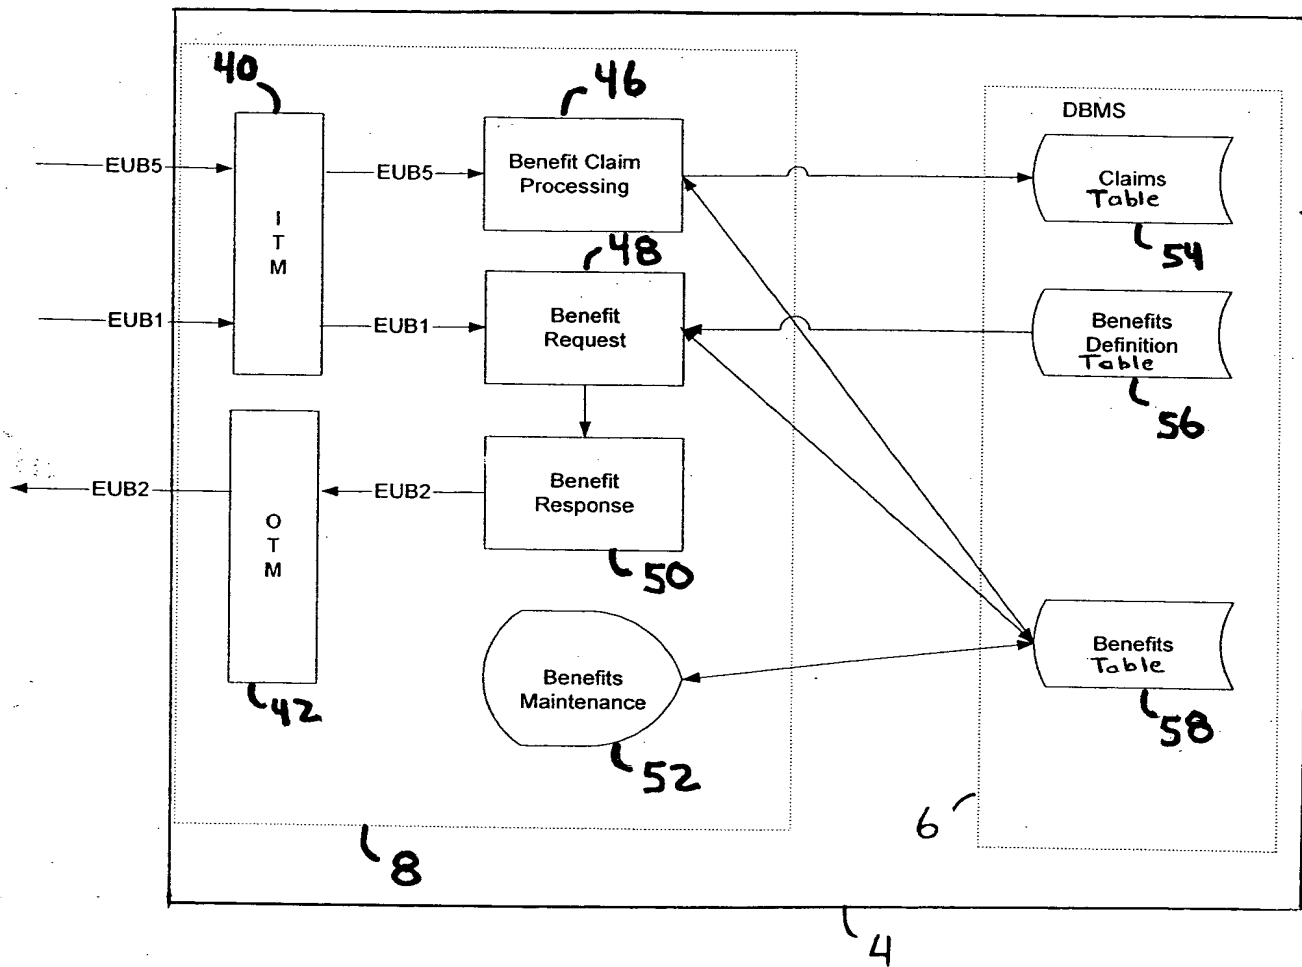 40
46
DBMS
EUB5
EUB5
Benefit Claim
Processing
Claims
Table
I
T
M
48
54
EUB1
EUB1
Benefit
Request
Benefits
Definition
Table
56
EUB2
O
T
M
EUB2
Benefit
Response
50
42
Benefits
Maintenance
52
Benefits
Table
58
6
8
4